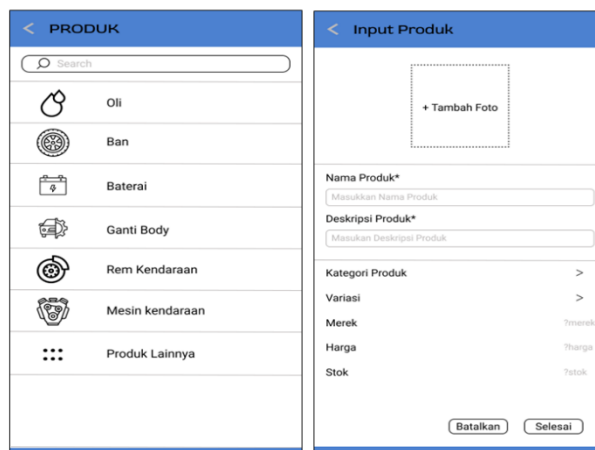 < PRODUK
Search
Oli
Ban
Baterai
Ganti Body
Rem Kendaraan
Mesin kendaraan
Produk Lainnya
< Input Produk
+ Tambah Foto
Nama Produk*
Masukkan Nama Produk
Deskripsi Produk*
Masukan Deskripsi Produk
Kategori Produk >
Variasi >
Merek ?merek
Harga ?harga
Stok ?stok
Batalkan Selesai